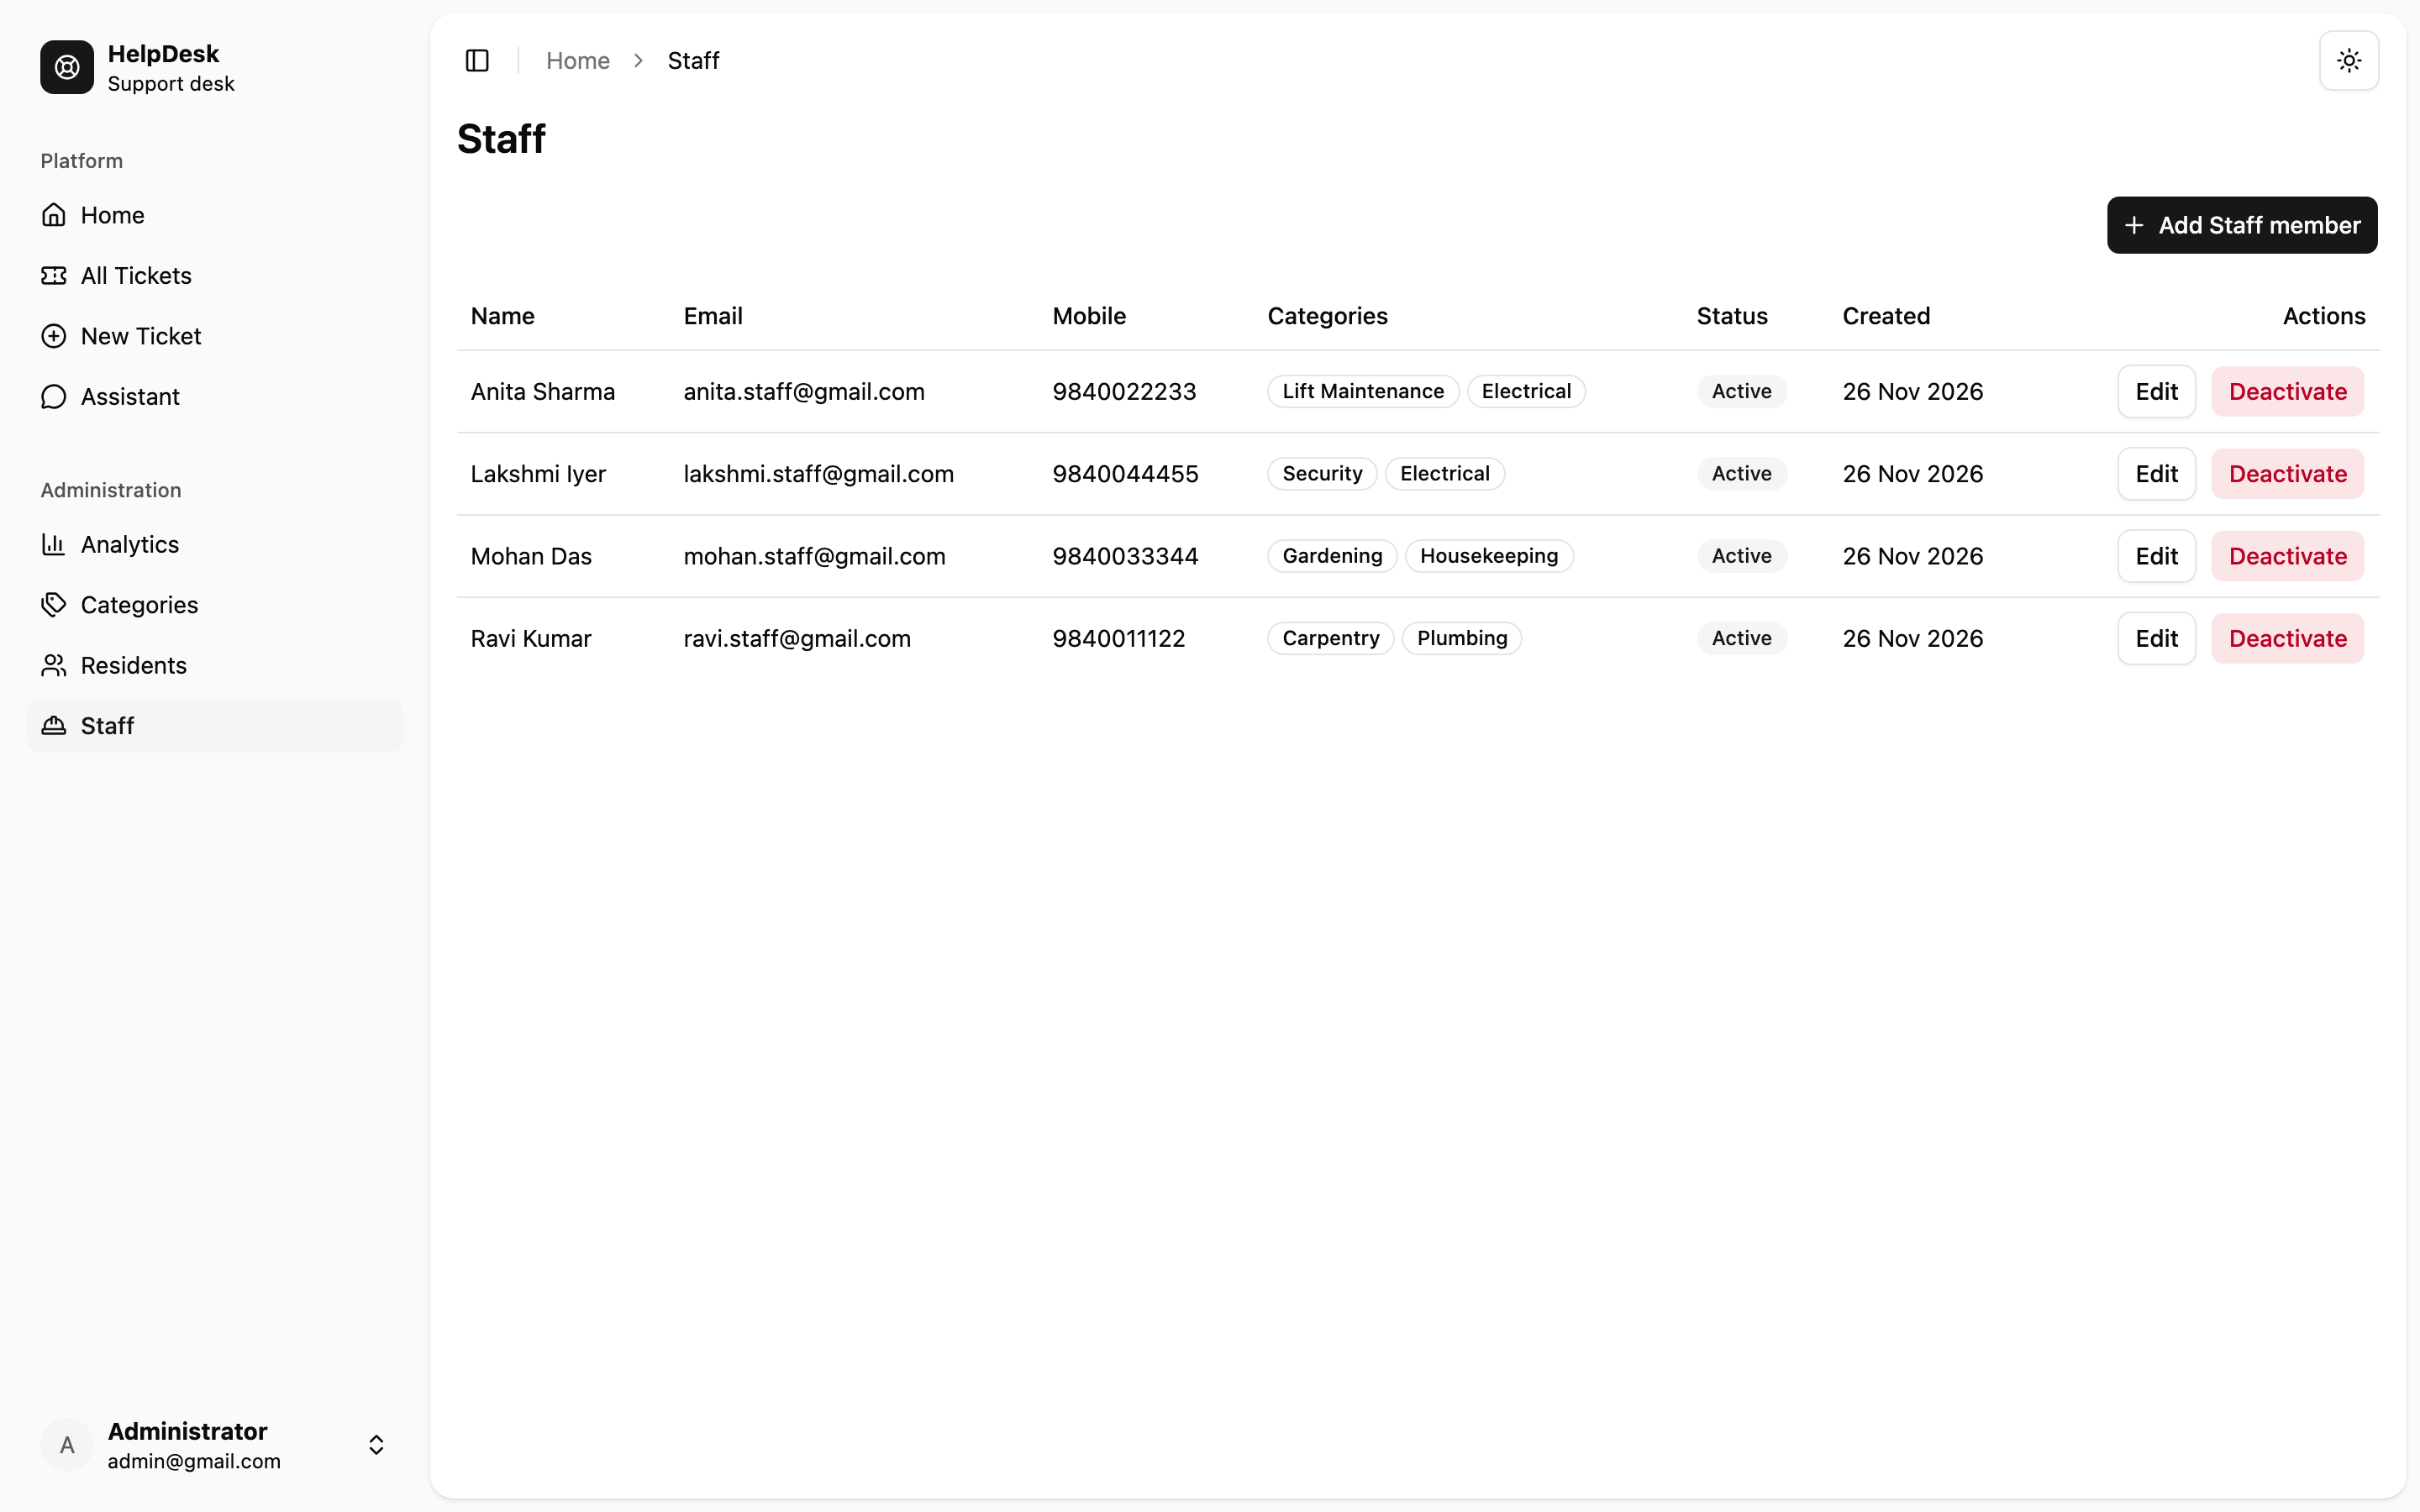 HelpDesk
Support desk
Platform
Home
All Tickets
New Ticket
Assistant
Administration
Analytics
Categories
Residents
Staff
A
Administrator
admin@gmail.com
Home > Staff
Staff
+ Add Staff member
Name Email Mobile Categories Status Created Actions
Anita Sharma anita.staff@gmail.com 9840022233 Lift Maintenance Electrical Active 26 Nov 2026 Edit Deactivate
Lakshmi Iyer lakshmi.staff@gmail.com 9840044455 Security Electrical Active 26 Nov 2026 Edit Deactivate
Mohan Das mohan.staff@gmail.com 9840033344 Gardening Housekeeping Active 26 Nov 2026 Edit Deactivate
Ravi Kumar ravi.staff@gmail.com 9840011122 Carpentry Plumbing Active 26 Nov 2026 Edit Deactivate